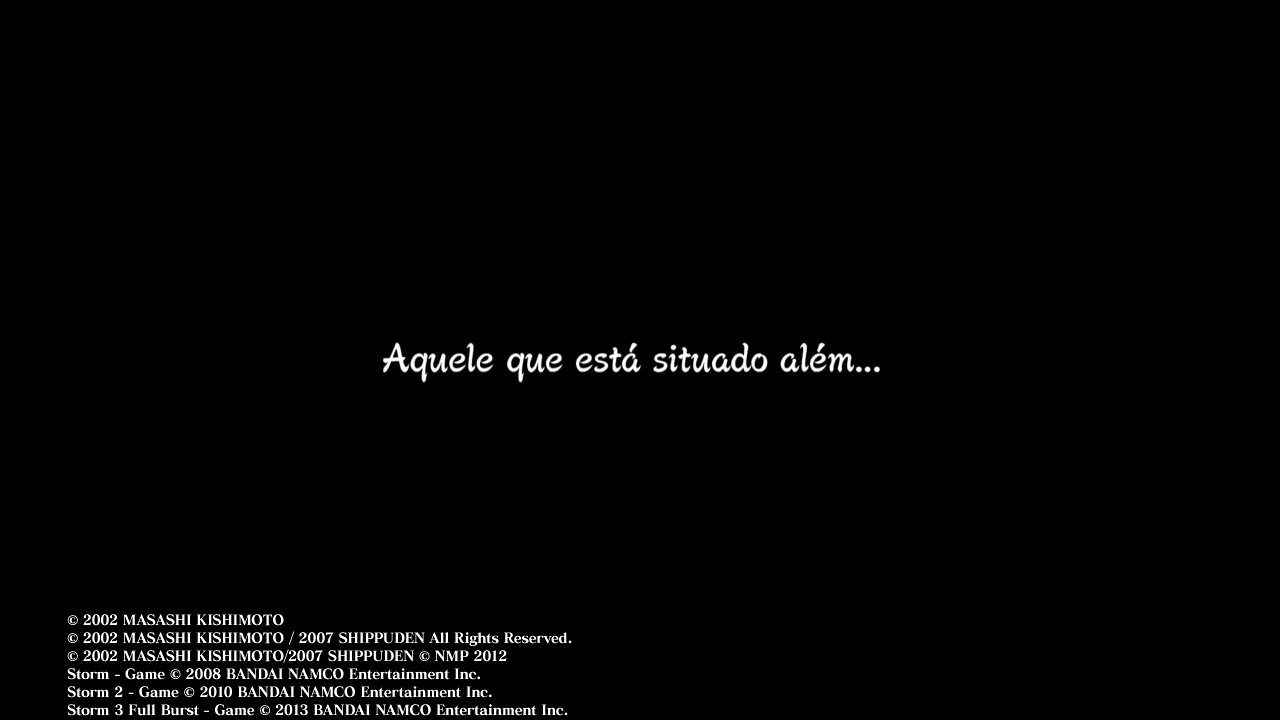 Aquele que está situado além...
© 2002 MASASHI KISHIMOTO
© 2002 MASASHI KISHIMOTO / 2007 SHIPPUDEN All Rights Reserved.
© 2002 MASASHI KISHIMOTO/2007 SHIPPUDEN © NMP 2012
Storm - Game © 2008 BANDAI NAMCO Entertainment Inc.
Storm 2 - Game © 2010 BANDAI NAMCO Entertainment Inc.
Storm 3 Full Burst - Game © 2013 BANDAI NAMCO Entertainment Inc.